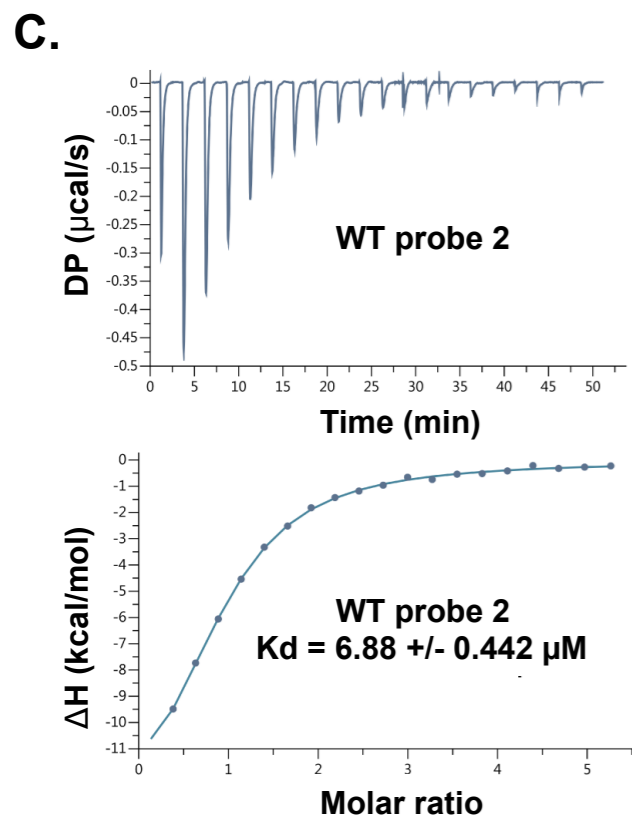 C.
DP (µcal/s)
0
-0.05
-0.1
-0.15
-0.2
-0.25
-0.3
-0.35
-0.4
-0.45
-0.5
WT probe 2
0 5 10 15 20 25 30 35 40 45 50
Time (min)
ΔH (kcal/mol)
0
-1
-2
-3
-4
-5
-6
-7
-8
-9
-10
-11
WT probe 2
Kd = 6.88 +/- 0.442 µM
0 1 2 3 4 5
Molar ratio